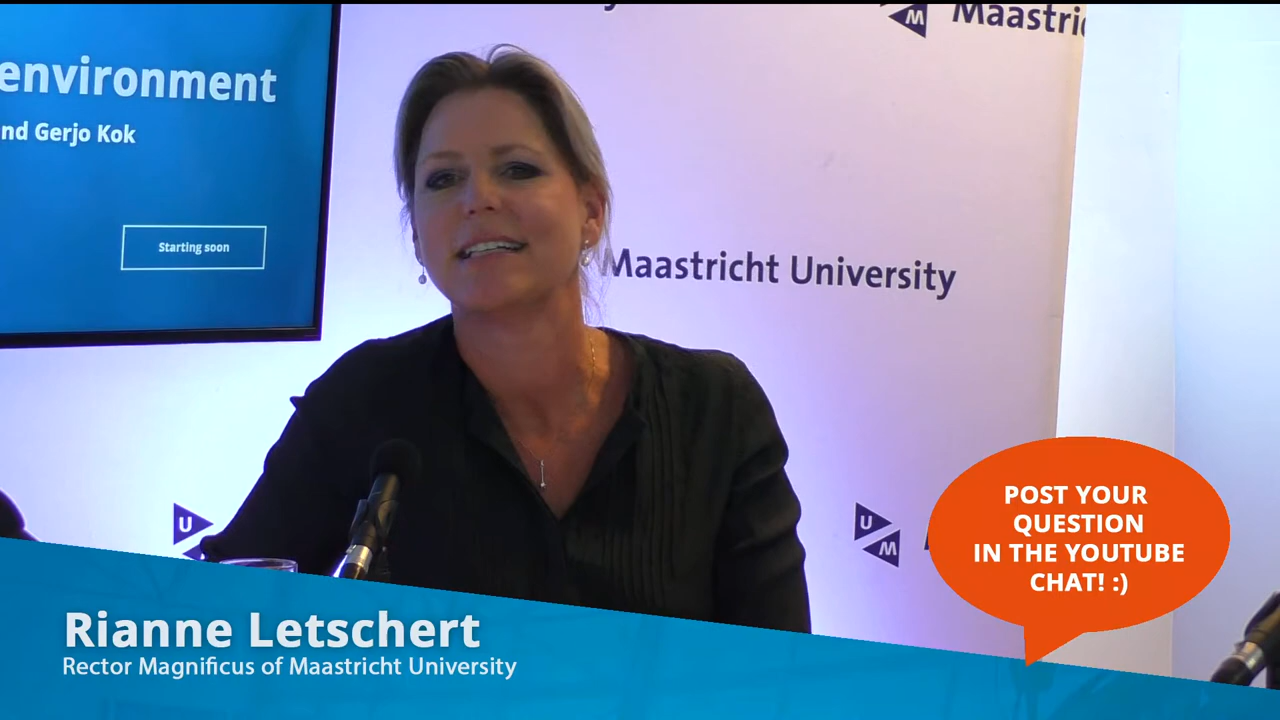 environment
nd Gerjo Kok
Starting soon
M
Maastric
Maastricht University
U
M
U
M
POST YOUR
QUESTION
IN THE YOUTUBE
CHAT! :)
Rianne Letschert
Rector Magnificus of Maastricht University